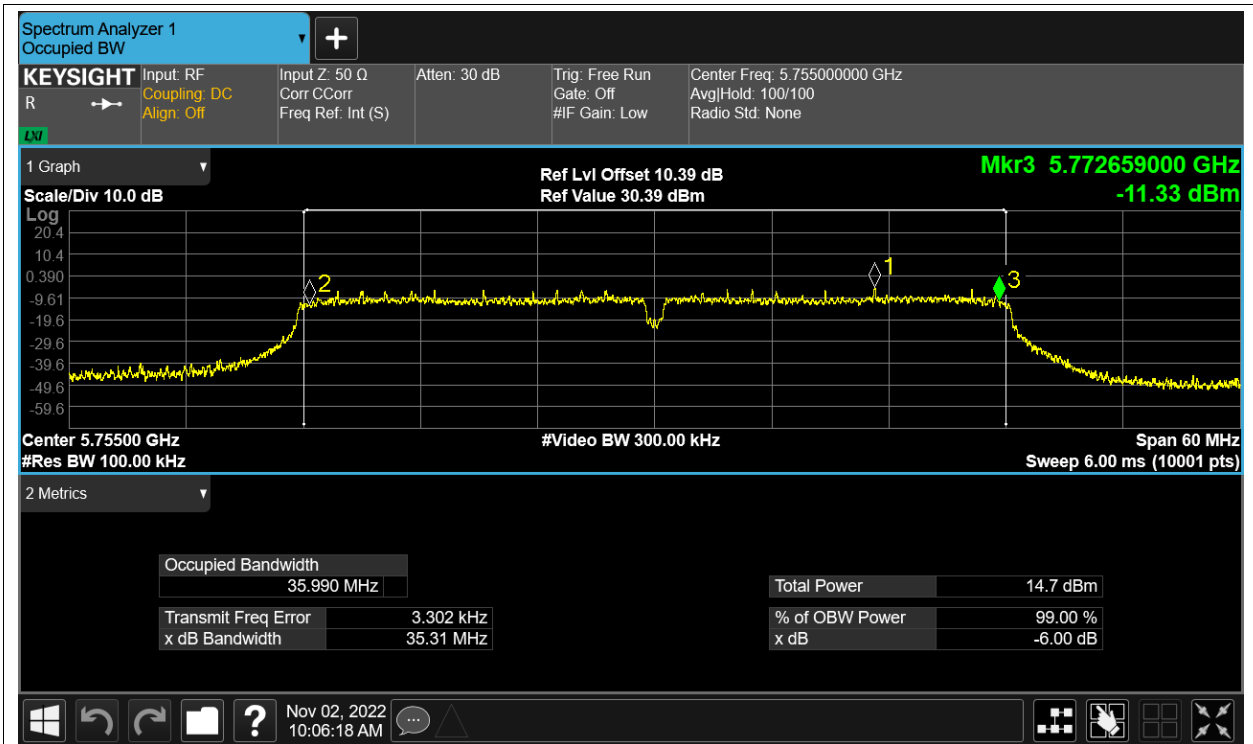 Spectrum Analyzer 1
Occupied BW
KEYSIGHT
R
LXI
Input: RF
Coupling: DC
Align: Off
Input Z: 50 Ω
Corr CCorr
Freq Ref: Int (S)
Atten: 30 dB
Trig: Free Run
Gate: Off
#IF Gain: Low
Center Freq: 5.755000000 GHz
Avg|Hold: 100/100
Radio Std: None
1 Graph
Scale/Div 10.0 dB
Ref Lvl Offset 10.39 dB
Ref Value 30.39 dBm
Mkr3 5.772659000 GHz
-11.33 dBm
Log
20.4
10.4
0.390
-9.61
-19.6
-29.6
-39.6
-49.6
-59.6
2
1
3
Center 5.75500 GHz
#Res BW 100.00 kHz
#Video BW 300.00 kHz
Span 60 MHz
Sweep 6.00 ms (10001 pts)
2 Metrics
Occupied Bandwidth
35.990 MHz
Transmit Freq Error 3.302 kHz
x dB Bandwidth 35.31 MHz
Total Power 14.7 dBm
% of OBW Power 99.00 %
x dB -6.00 dB
Nov 02, 2022
10:06:18 AM